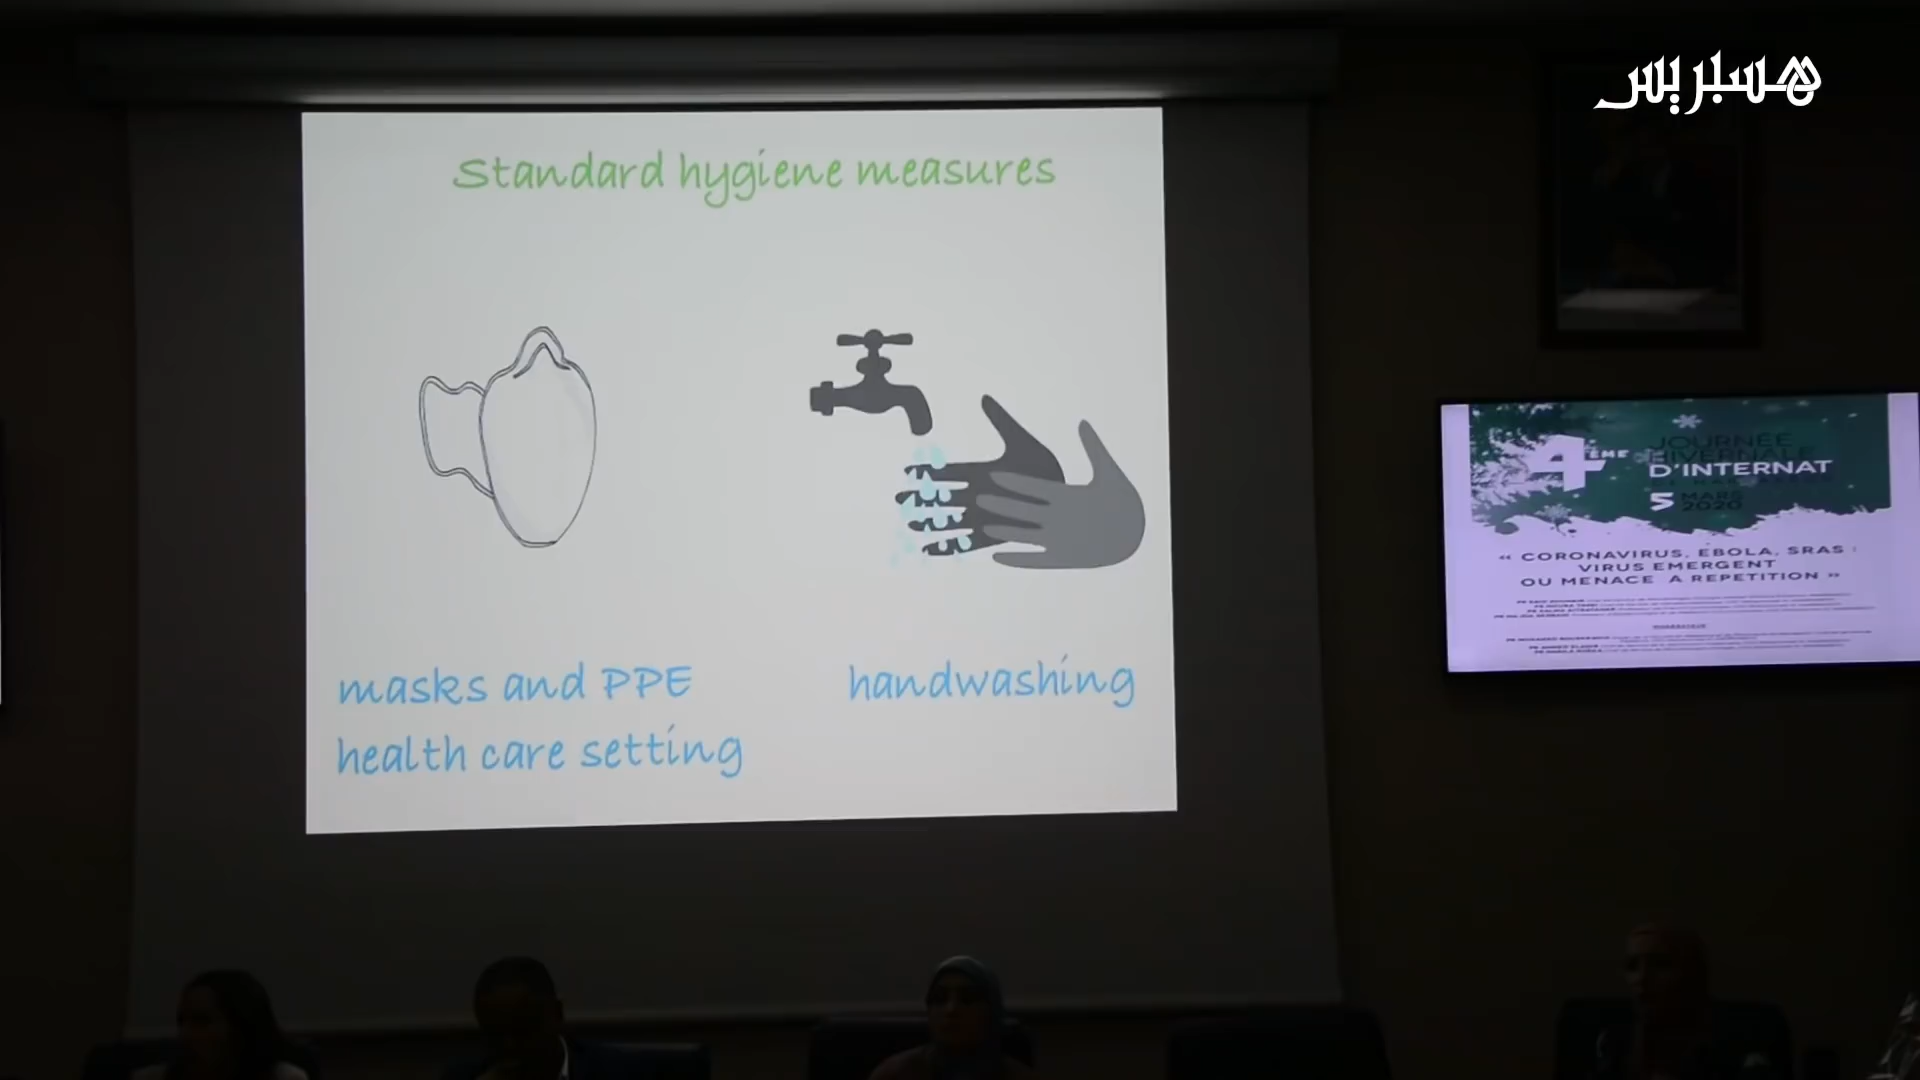 هسبريس
Standard hygiene measures
masks and PPE
health care setting
handwashing
4ÈME JOURNÉE
HIVERNALE
D'INTERNAT
5 MARS
2020
« CORONAVIRUS, EBOLA, SRAS :
VIRUS EMERGENT
OU MENACE A REPETITION »